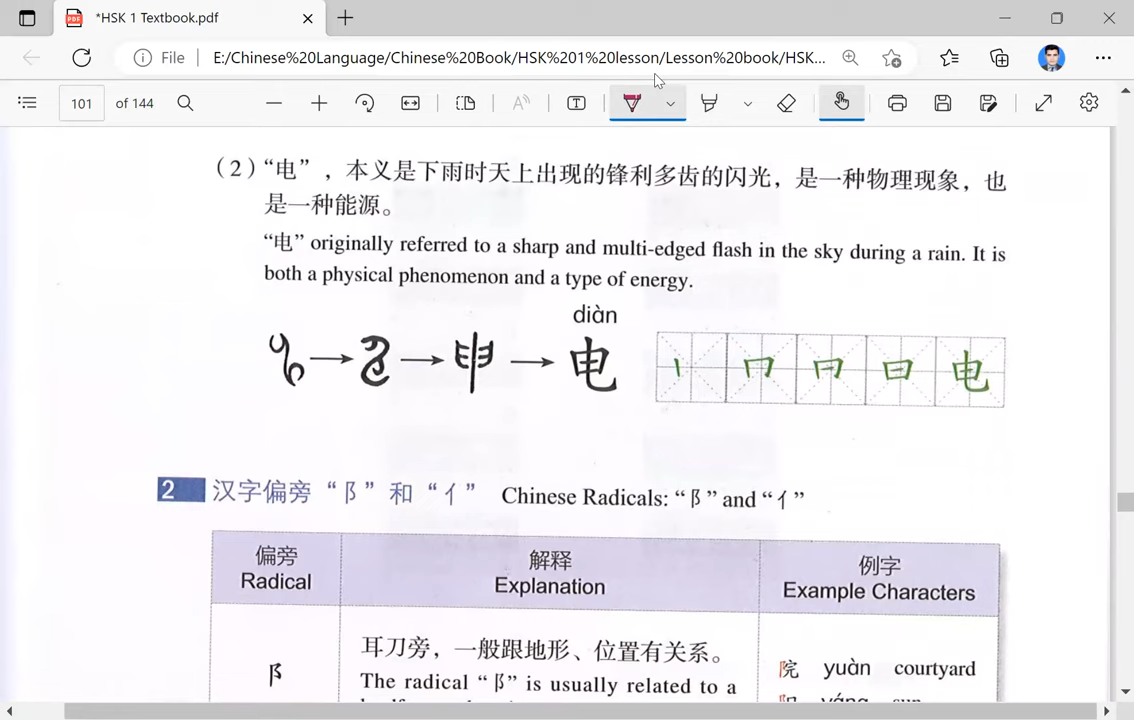 *HSK 1 Textbook.pdf
File
E:/Chinese%20Language/Chinese%20Book/HSK%201%20lesson/Lesson%20book/HSK...
101 of 144
(2) “电”，本义是下雨时天上出现的锋利多齿的闪光，是一种物理现象，也
是一种能源。
“电” originally referred to a sharp and multi-edged flash in the sky during a rain. It is
both a physical phenomenon and a type of energy.
diàn
电
丨 冂 日 电
2 汉字偏旁“阝”和“亻” Chinese Radicals: “阝” and “亻”
偏旁 解释 例字
Radical Explanation Example Characters
耳刀旁，一般跟地形、位置有关系。
阝 The radical “阝” is usually related to a
院 yuàn courtyard